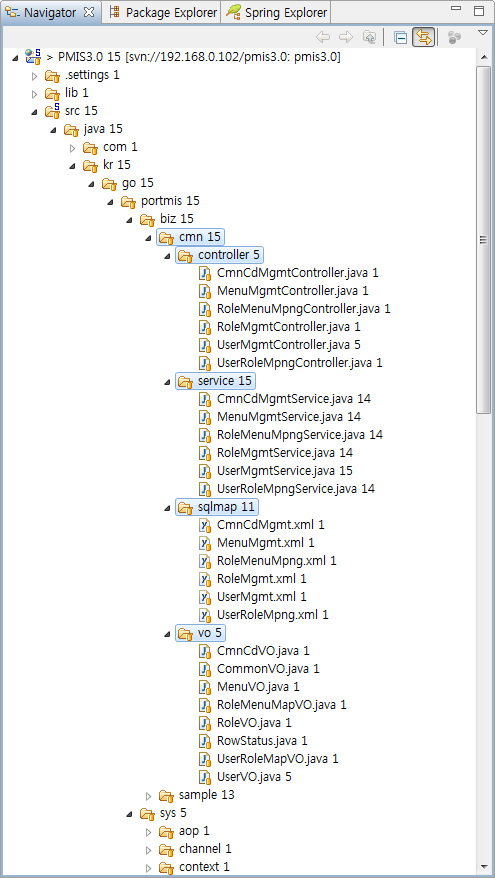 Navigator Package Explorer Spring Explorer
> PMIS3.0 15 [svn://192.168.0.102/pmis3.0: pmis3.0]
.settings 1
lib 1
src 15
java 15
com 1
kr 15
go 15
portmis 15
biz 15
cmn 15
controller 5
CmnCdMgmtController.java 1
MenuMgmtController.java 1
RoleMenuMpngController.java 1
RoleMgmtController.java 1
UserMgmtController.java 5
UserRoleMpngController.java 1
service 15
CmnCdMgmtService.java 14
MenuMgmtService.java 14
RoleMenuMpngService.java 14
RoleMgmtService.java 14
UserMgmtService.java 15
UserRoleMpngService.java 14
sqlmap 11
CmnCdMgmt.xml 1
MenuMgmt.xml 1
RoleMenuMpng.xml 1
RoleMgmt.xml 1
UserMgmt.xml 1
UserRoleMpng.xml 1
vo 5
CmnCdVO.java 1
CommonVO.java 1
MenuVO.java 1
RoleMenuMapVO.java 1
RoleVO.java 1
RowStatus.java 1
UserRoleMapVO.java 1
UserVO.java 5
sample 13
sys 5
aop 1
channel 1
context 1